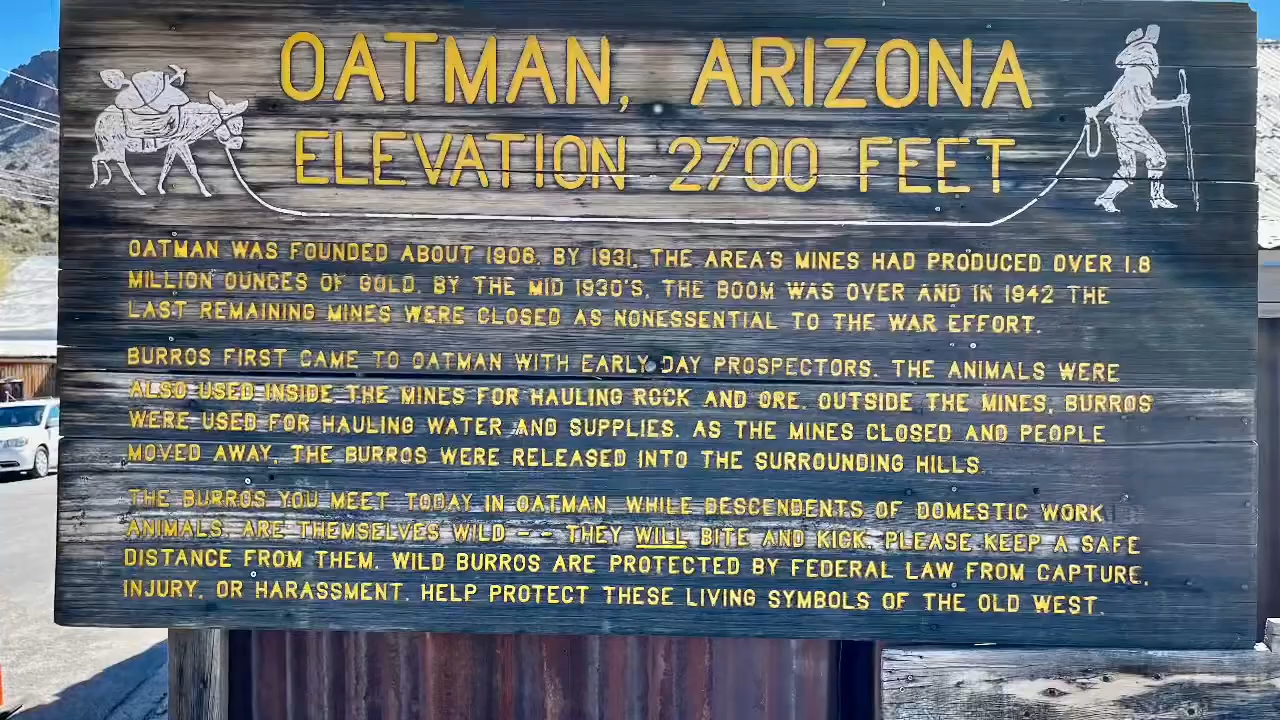 OATMAN, ARIZONA
ELEVATION 2700 FEET
OATMAN WAS FOUNDED ABOUT 1906. BY 1931, THE AREA'S MINES HAD PRODUCED OVER 1.8
MILLION OUNCES OF GOLD. BY THE MID 1930'S, THE BOOM WAS OVER AND IN 1942 THE
LAST REMAINING MINES WERE CLOSED AS NONESSENTIAL TO THE WAR EFFORT.
BURROS FIRST CAME TO OATMAN WITH EARLY DAY PROSPECTORS. THE ANIMALS WERE
ALSO USED INSIDE THE MINES FOR HAULING ROCK AND ORE. OUTSIDE THE MINES, BURROS
WERE USED FOR HAULING WATER AND SUPPLIES. AS THE MINES CLOSED AND PEOPLE
MOVED AWAY, THE BURROS WERE RELEASED INTO THE SURROUNDING HILLS.
THE BURROS YOU MEET TODAY IN OATMAN, WHILE DESCENDENTS OF DOMESTIC WORK
ANIMALS, ARE THEMSELVES WILD -- THEY WILL BITE AND KICK. PLEASE KEEP A SAFE
DISTANCE FROM THEM. WILD BURROS ARE PROTECTED BY FEDERAL LAW FROM CAPTURE,
INJURY, OR HARASSMENT. HELP PROTECT THESE LIVING SYMBOLS OF THE OLD WEST.